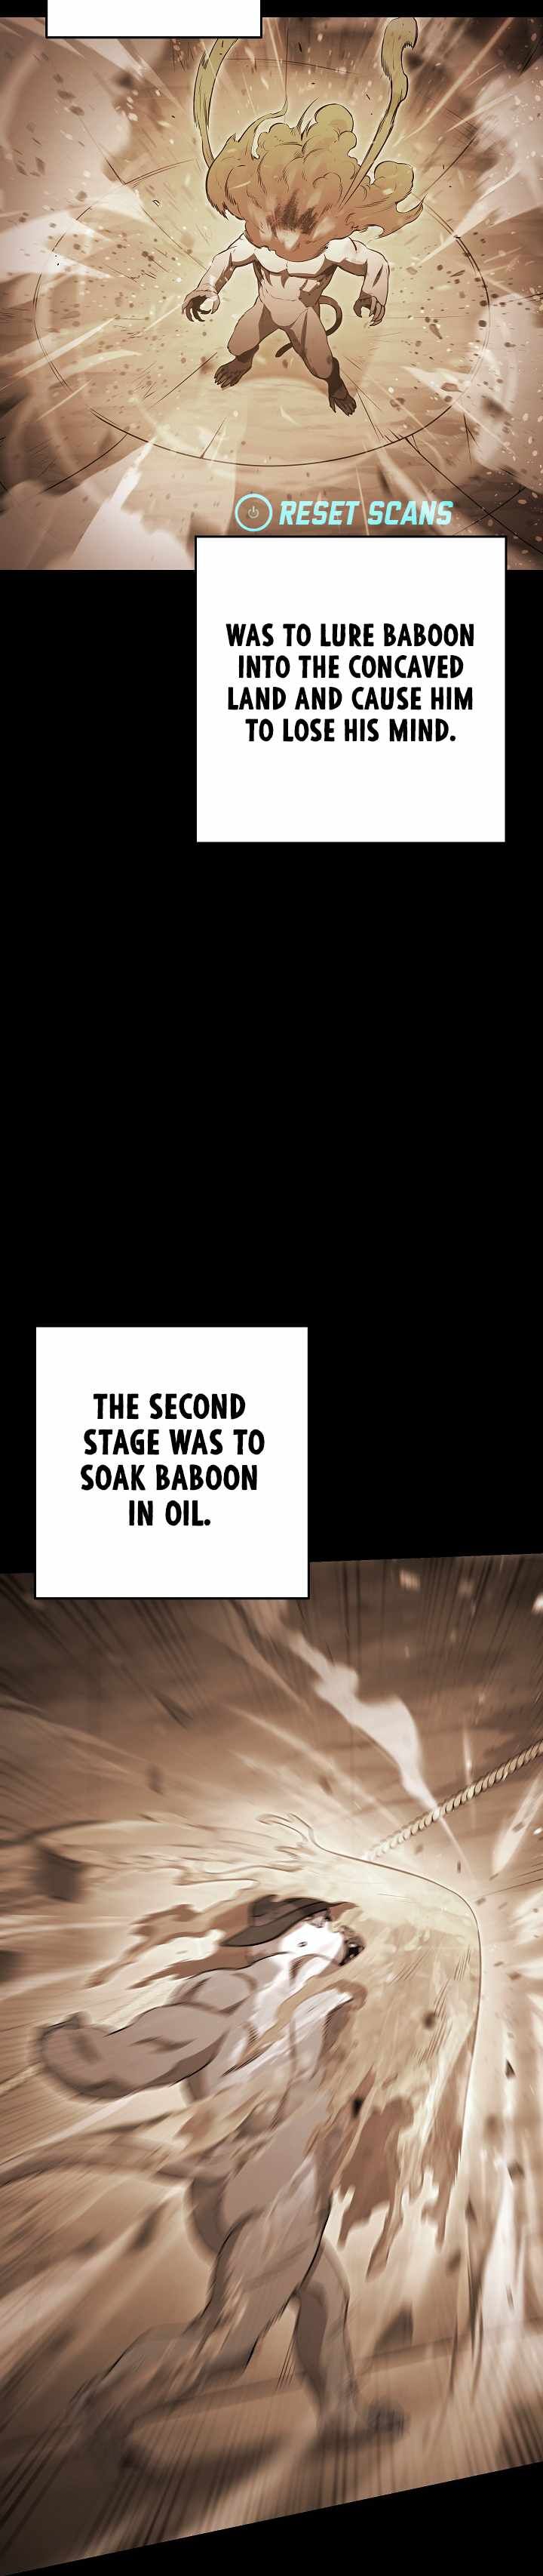 RESET SCANS
WAS TO LURE BABOON
INTO THE CONCAVED
LAND AND CAUSE HIM
TO LOSE HIS MIND.
THE SECOND
STAGE WAS TO
SOAK BABOON
IN OIL.